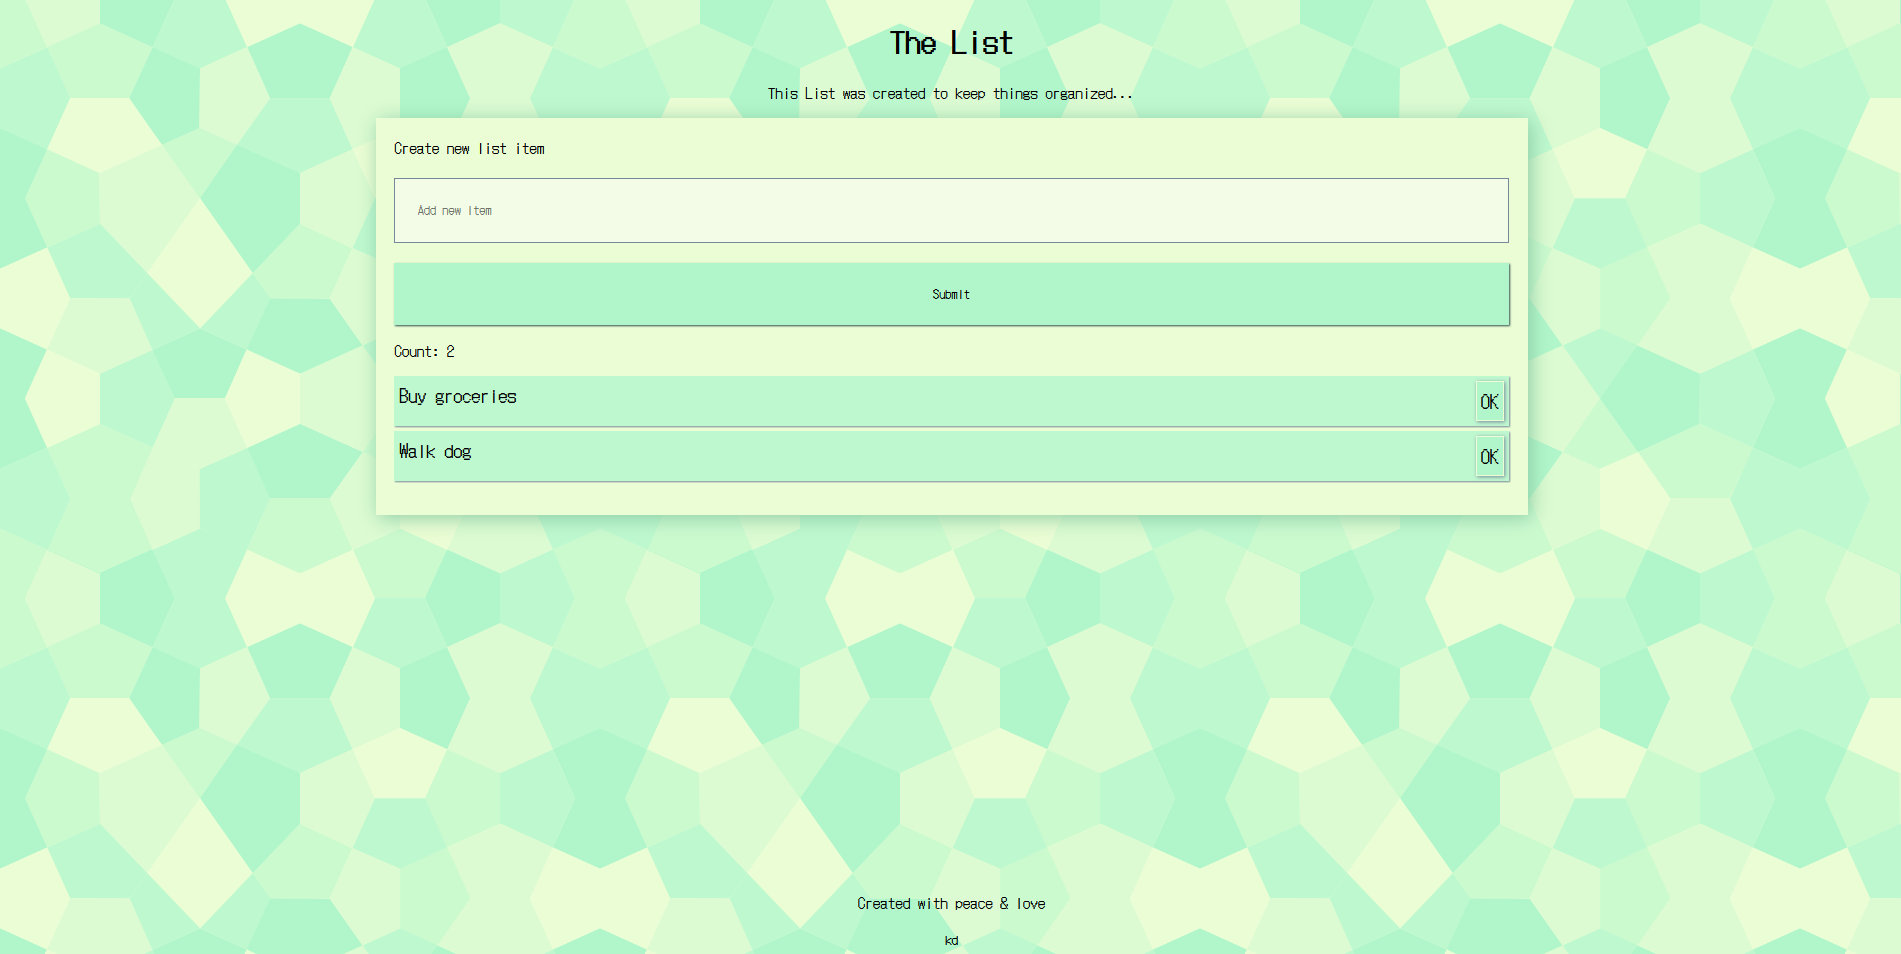 The List
This List was created to keep things organized...
Create new list item
Add new item
Submit
Count: 2
Buy groceries
OK
Walk dog
OK
Created with peace & love
kd